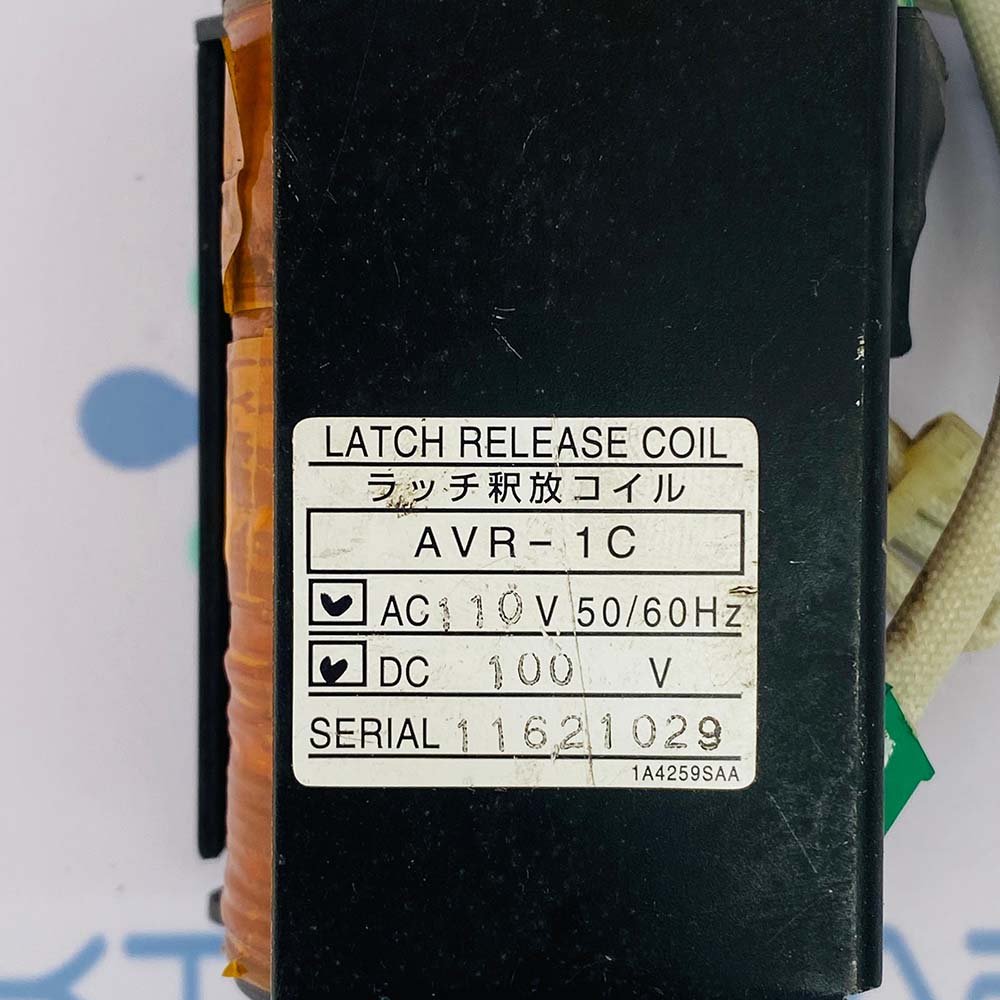 LATCH RELEASE COIL
ラッチ釈放コイル
AVR-1C
AC 110 V 50/60Hz
DC 100 V
SERIAL 11621029
1A4259SAA